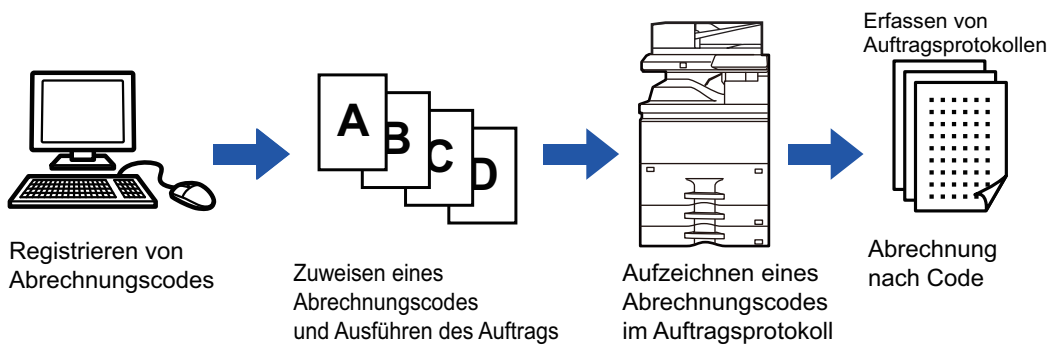 Registrieren von
Abrechnungscodes
A
B
C
D
Zuweisen eines
Abrechnungscodes
und Ausführen des Auftrags
Aufzeichnen eines
Abrechnungscodes
im Auftragsprotokoll
Erfassen von
Auftragsprotokollen
Abrechnung
nach Code